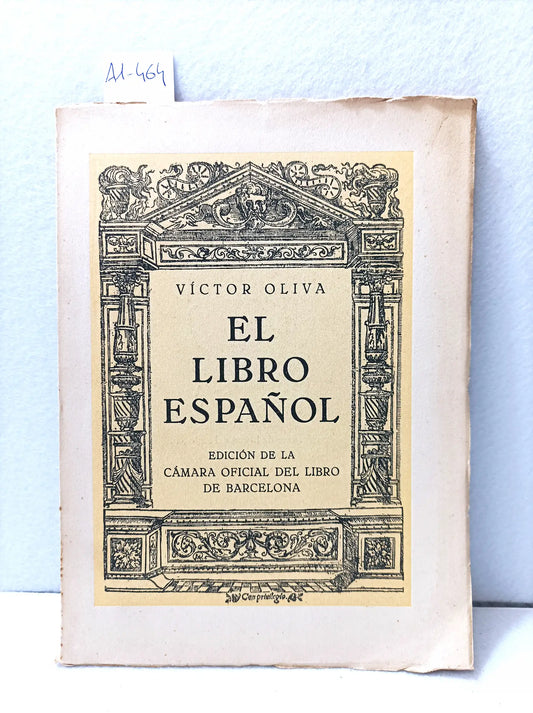 A1-464
VÍCTOR OLIVA
EL
LIBRO
ESPAÑOL
EDICIÓN DE LA
CÁMARA OFICIAL DEL LIBRO
DE BARCELONA
Con privilegio.